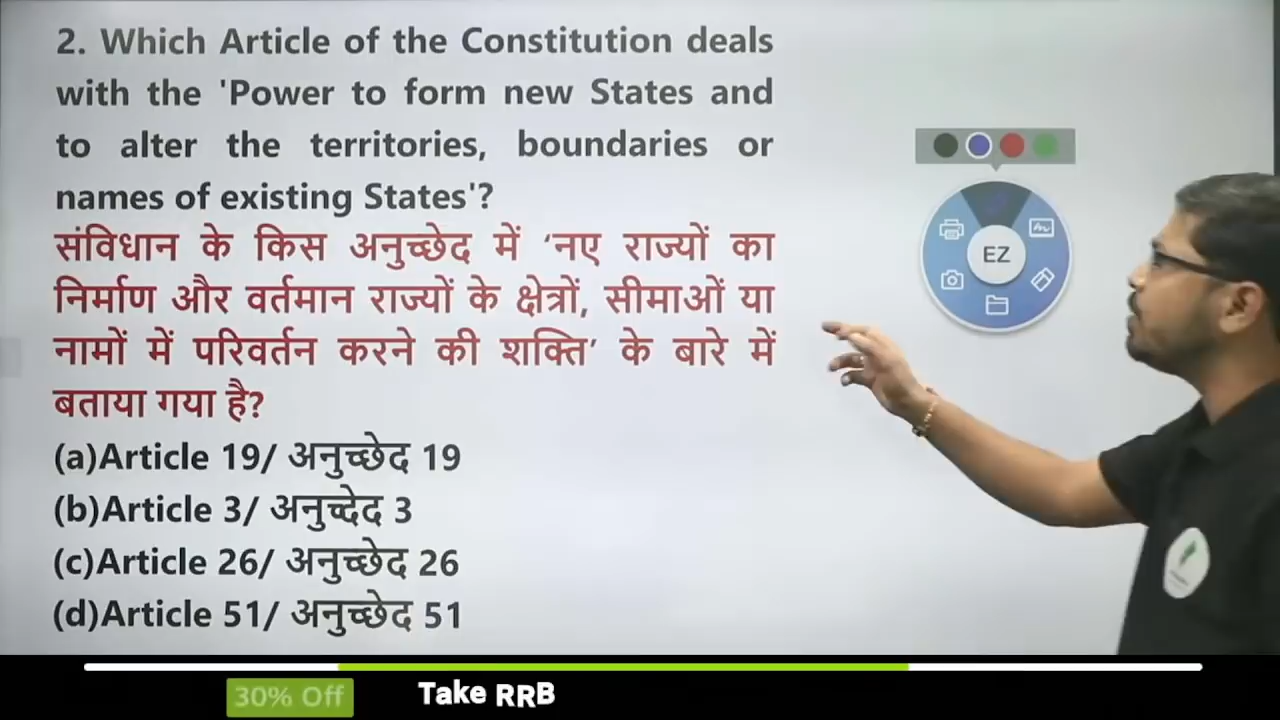 2. Which Article of the Constitution deals
with the 'Power to form new States and
to alter the territories, boundaries or
names of existing States'?
संविधान के किस अनुच्छेद में ‘नए राज्यों का
निर्माण और वर्तमान राज्यों के क्षेत्रों, सीमाओं या
नामों में परिवर्तन करने की शक्ति’ के बारे में
बताया गया है?
(a)Article 19/ अनुच्छेद 19
(b)Article 3/ अनुच्देद 3
(c)Article 26/ अनुच्छेद 26
(d)Article 51/ अनुच्छेद 51
EZ
30% Off
Take RRB